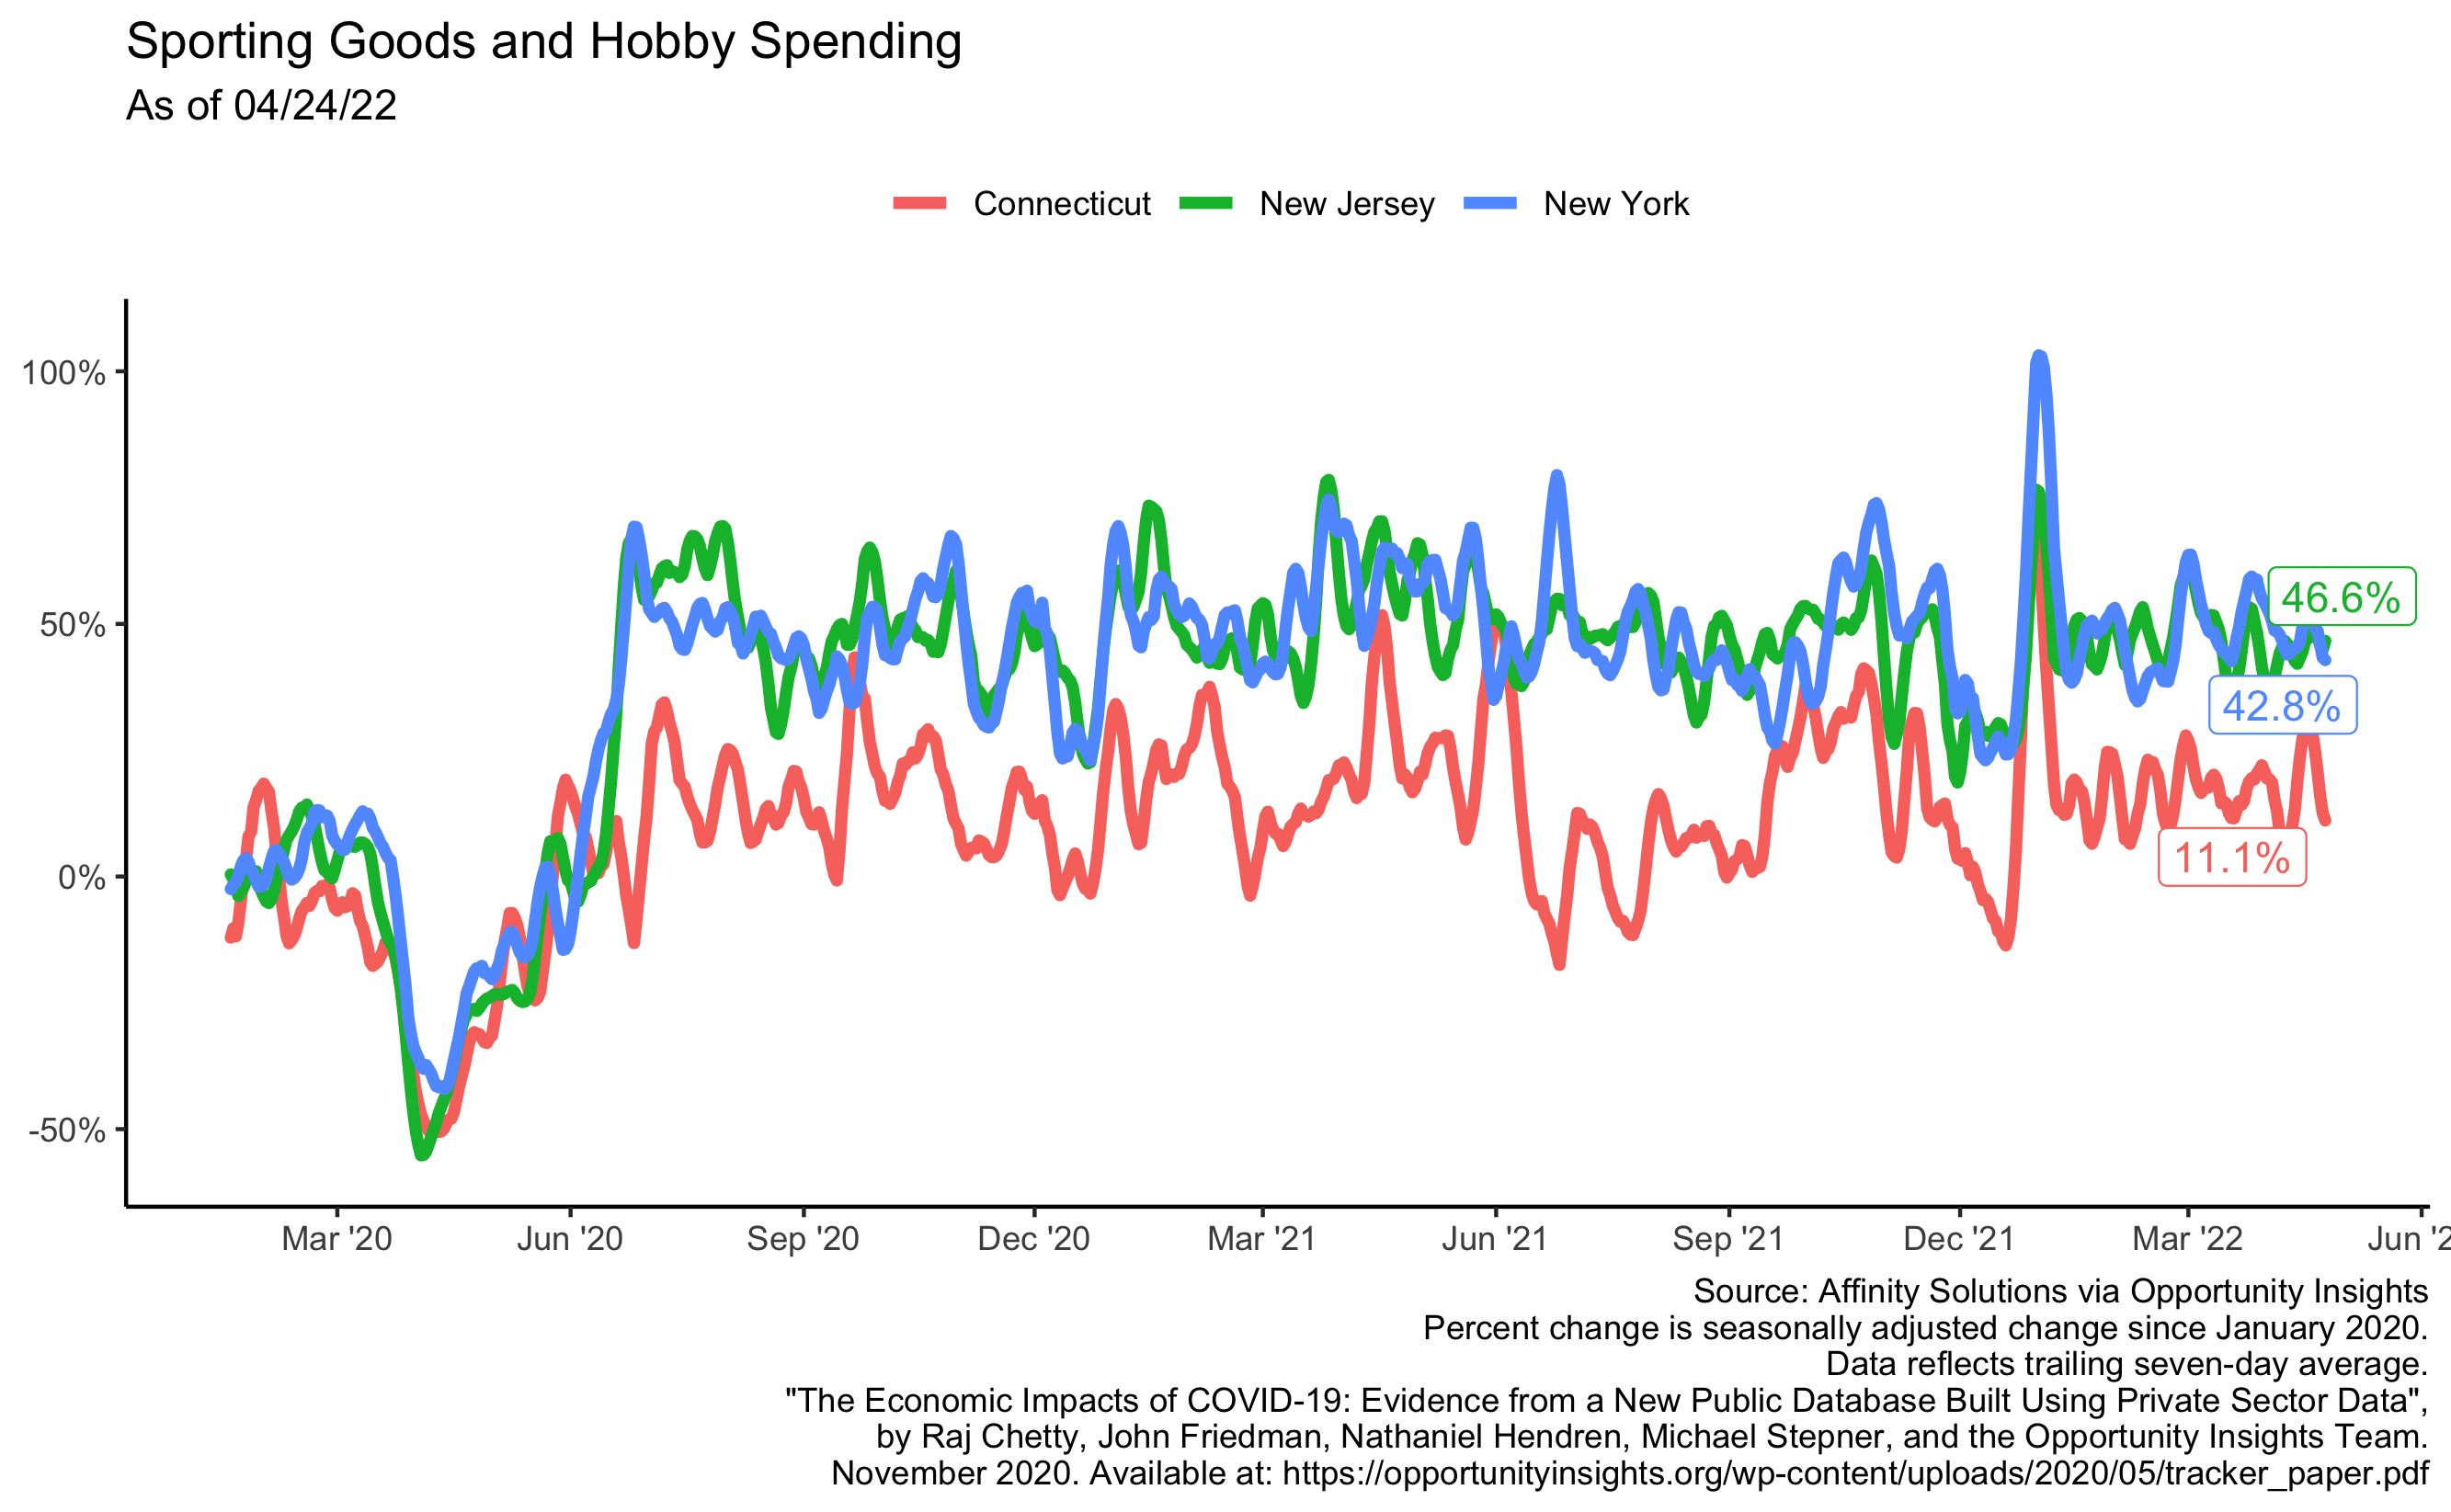 Sporting Goods and Hobby Spending
As of 04/24/22
Connecticut New Jersey New York
100%
50%
0%
-50%
46.6%
42.8%
11.1%
Mar '20 Jun '20 Sep '20 Dec '20 Mar '21 Jun '21 Sep '21 Dec '21 Mar '22 Jun '2
Source: Affinity Solutions via Opportunity Insights
Percent change is seasonally adjusted change since January 2020.
Data reflects trailing seven-day average.
"The Economic Impacts of COVID-19: Evidence from a New Public Database Built Using Private Sector Data",
by Raj Chetty, John Friedman, Nathaniel Hendren, Michael Stepner, and the Opportunity Insights Team.
November 2020. Available at: https://opportunityinsights.org/wp-content/uploads/2020/05/tracker_paper.pdf